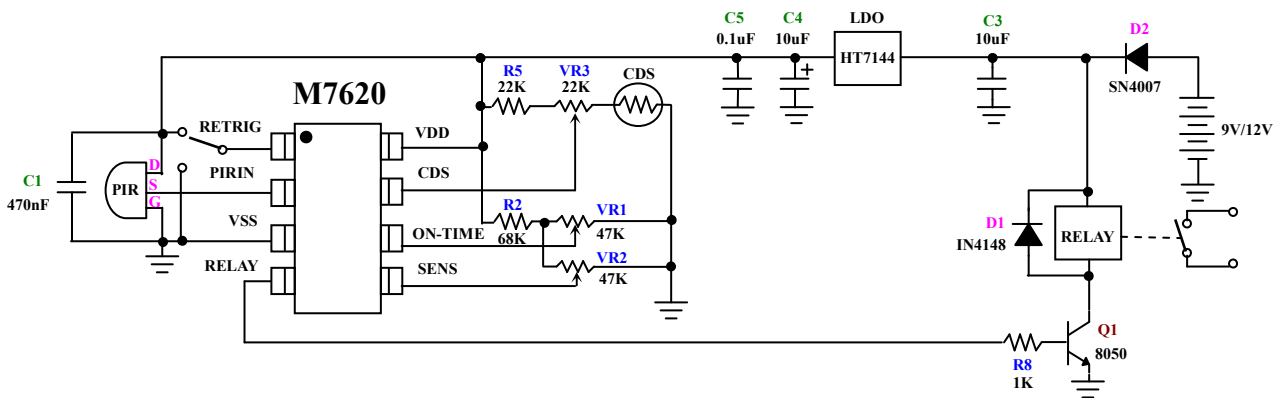 C5
0.1uF
C4
10uF
+
LDO
HT7144
C3
10uF
D2
SN4007
9V/12V
M7620
R5
22K
VR3
22K
CDS
RETRIG
VDD
PIRIN
CDS
VSS
ON-TIME
RELAY
SENS
C1
470nF
PIR
D
S
G
R2
68K
VR1
47K
VR2
47K
D1
IN4148
RELAY
Q1
8050
R8
1K